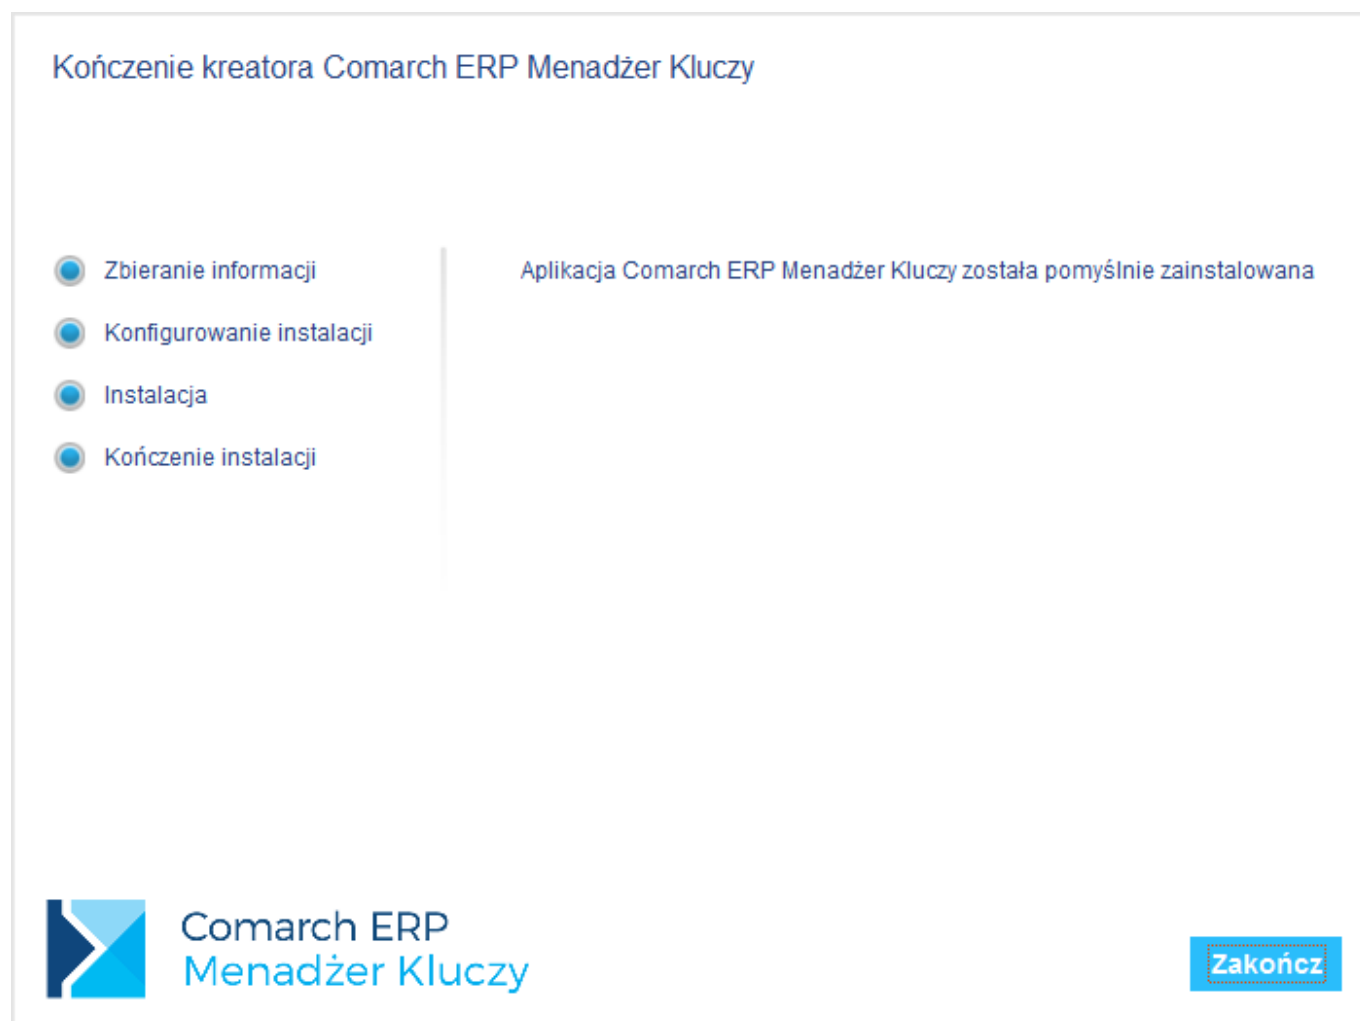 Kończenie kreatora Comarch ERP Menadżer Kluczy
Zbieranie informacji
Konfigurowanie instalacji
Instalacja
Kończenie instalacji
Aplikacja Comarch ERP Menadżer Kluczy została pomyślnie zainstalowana
Comarch ERP
Menadżer Kluczy
Zakończ